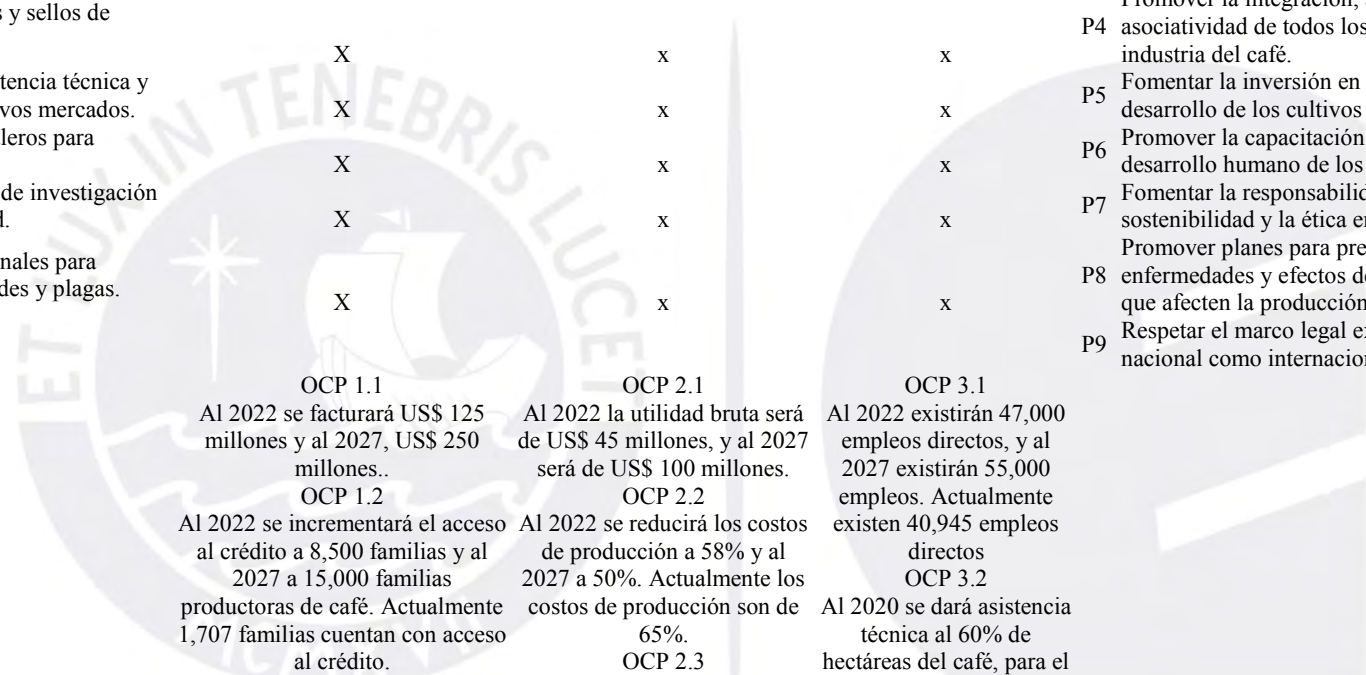 s y sellos de
X x x
tencia técnica y
vos mercados.
X x x
leros para
X x x
de investigación
d.
X x x
nales para
des y plagas.
X x x
P4 asociatividad de todos los
industria del café.
P5 Fomentar la inversión en
desarrollo de los cultivos
P6 Promover la capacitación
desarrollo humano de los
P7 Fomentar la responsabilid
sostenibilidad y la ética en
Promover planes para pre
P8 enfermedades y efectos de
que afecten la producción
P9 Respetar el marco legal ex
nacional como internacion
OCP 1.1
Al 2022 se facturará US$ 125
millones y al 2027, US$ 250
millones..
OCP 1.2
Al 2022 se incrementará el acceso
al crédito a 8,500 familias y al
2027 a 15,000 familias
productoras de café. Actualmente
1,707 familias cuentan con acceso
al crédito.
OCP 2.1
Al 2022 la utilidad bruta será
de US$ 45 millones, y al 2027
será de US$ 100 millones.
OCP 2.2
Al 2022 se reducirá los costos
de producción a 58% y al
2027 a 50%. Actualmente los
costos de producción son de
65%.
OCP 2.3
OCP 3.1
Al 2022 existirán 47,000
empleos directos, y al
2027 existirán 55,000
empleos. Actualmente
existen 40,945 empleos
directos
OCP 3.2
Al 2020 se dará asistencia
técnica al 60% de
hectáreas del café, para el
ET LUX IN TENEBRIS LUCET